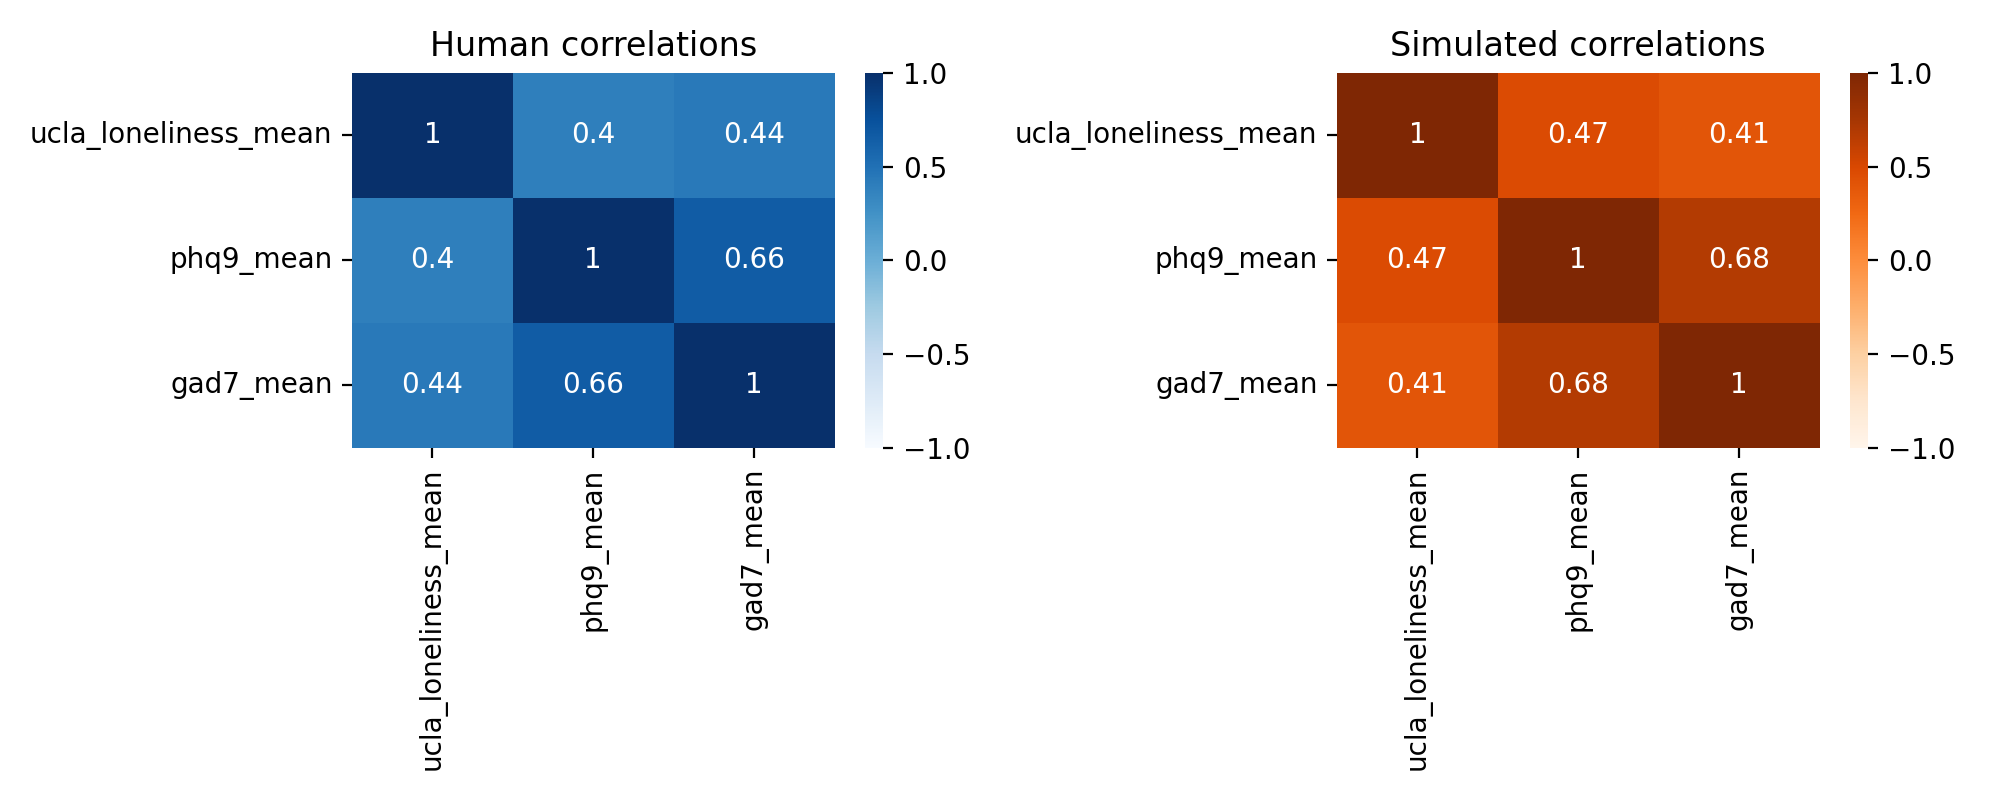 Human correlations
ucla_loneliness_mean 1 0.4 0.44
phq9_mean 0.4 1 0.66
gad7_mean 0.44 0.66 1
ucla_loneliness_mean
phq9_mean
gad7_mean
1.0
0.5
0.0
−0.5
−1.0
Simulated correlations
ucla_loneliness_mean 1 0.47 0.41
phq9_mean 0.47 1 0.68
gad7_mean 0.41 0.68 1
ucla_loneliness_mean
phq9_mean
gad7_mean
1.0
0.5
0.0
−0.5
−1.0